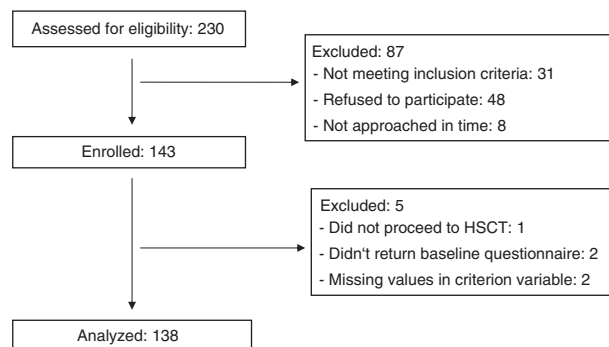 Assessed for eligibility: 230
Excluded: 87
- Not meeting inclusion criteria: 31
- Refused to participate: 48
- Not approached in time: 8
Enrolled: 143
Excluded: 5
- Did not proceed to HSCT: 1
- Didn't return baseline questionnaire: 2
- Missing values in criterion variable: 2
Analyzed: 138